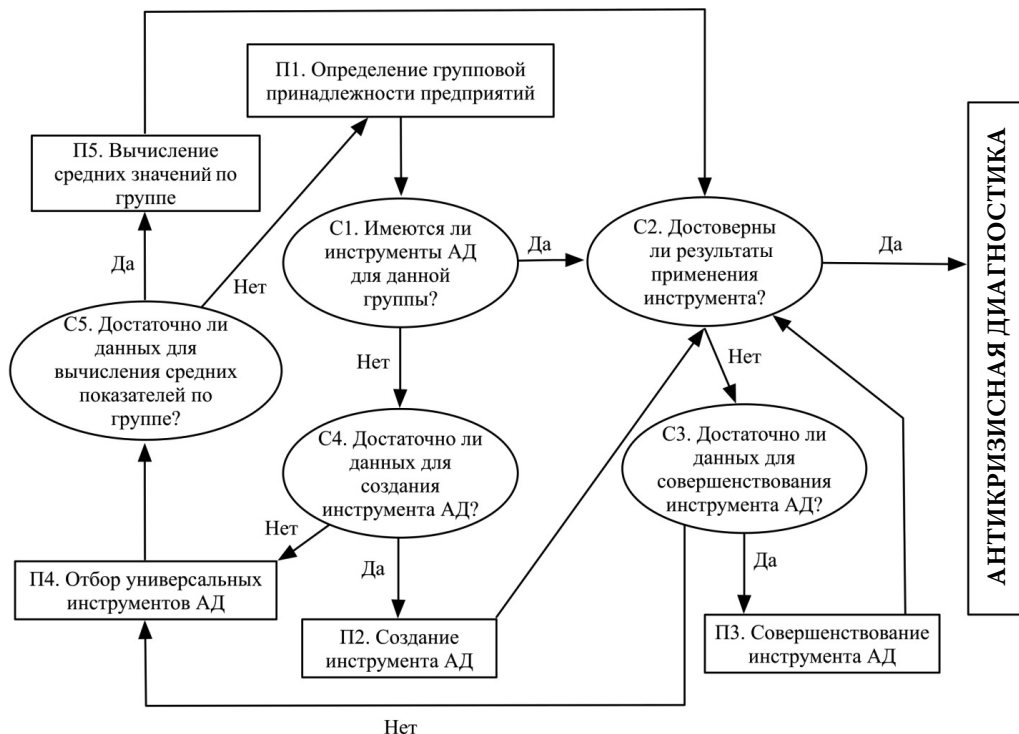 П1. Определение групповой
принадлежности предприятий
П5. Вычисление
средних значений по
группе
Нет
С1. Имеются ли
инструменты АД
для данной
группы?
Да
С2. Достоверны
ли результаты
применения
инструмента?
Да
АНТИКРИЗИСНАЯ ДИАГНОСТИКА
Да
Нет
С5. Достаточно ли
данных для
вычисления средних
показателей по
группе?
Нет
С4. Достаточно ли
данных для
создания
инструмента АД?
С3. Достаточно ли
данных для
совершенствования
инструмента АД?
Нет
Да
Да
П4. Отбор универсальных
инструментов АД
П2. Создание
инструмента АД
П3. Совершенствование
инструмента АД
Нет